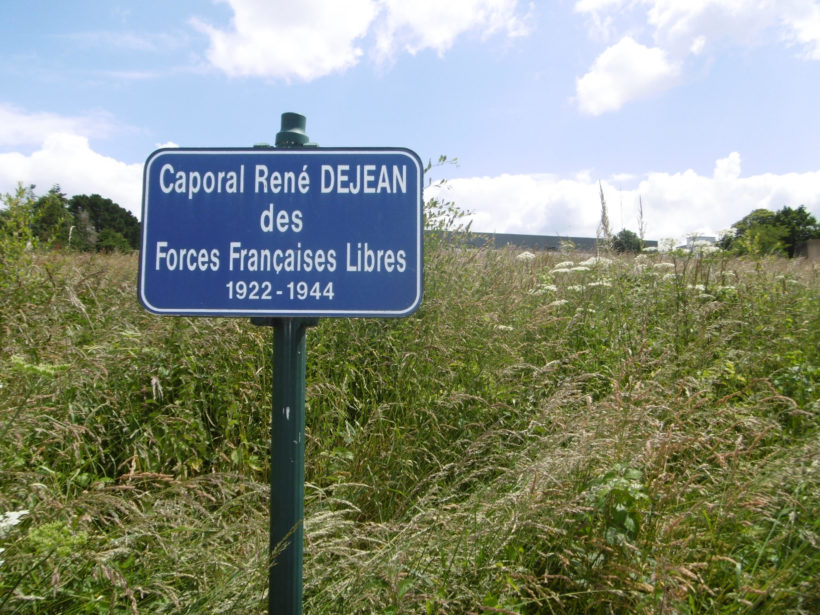 Caporal René DEJEAN
des
Forces Françaises Libres
1922-1944